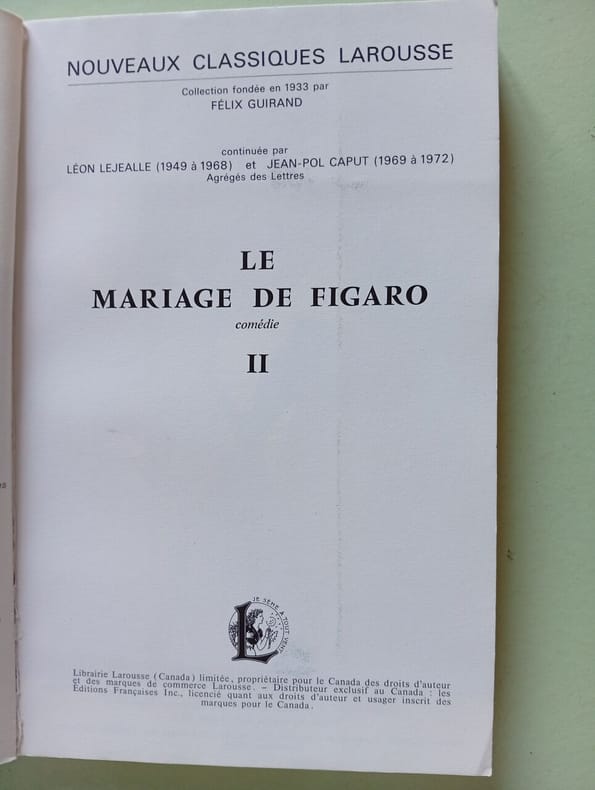 NOUVEAUX CLASSIQUES LAROUSSE
Collection fondée en 1933 par
FÉLIX GUIRAND
continuée par
LÉON LEJEALLE (1949 à 1968) et JEAN-POL CAPUT (1969 à 1972)
Agrégés des Lettres
LE
MARIAGE DE FIGARO
comédie
II
JE SÈME À TOUT VENT
Librairie Larousse (Canada) limitée, propriétaire pour le Canada des droits d'auteur
et des marques de commerce Larousse. – Distributeur exclusif au Canada : les
Éditions Françaises Inc., licencié quant aux droits d'auteur et usager inscrit des
marques pour le Canada.